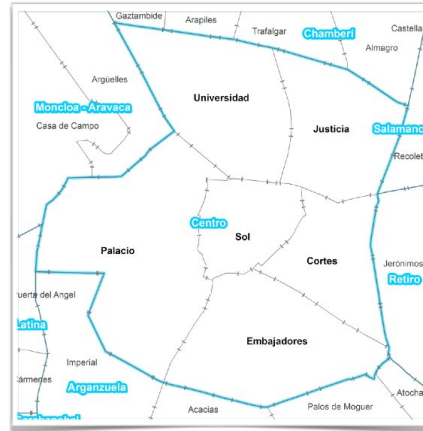 Gaztambide
Arapiles
Trafalgar
Chamberí
Castella
Almagro
Argüelles
Universidad
Moncloa - Aravaca
Casa de Campo
Justicia
Salamanc
Recolet
Centro
Sol
Palacio
Cortes
Jerónimos
Retiro
uerta del Angel
Latina
Embajadores
Imperial
Cármenes
Arganzuela
Atocha
Acacias
Palos de Moguer